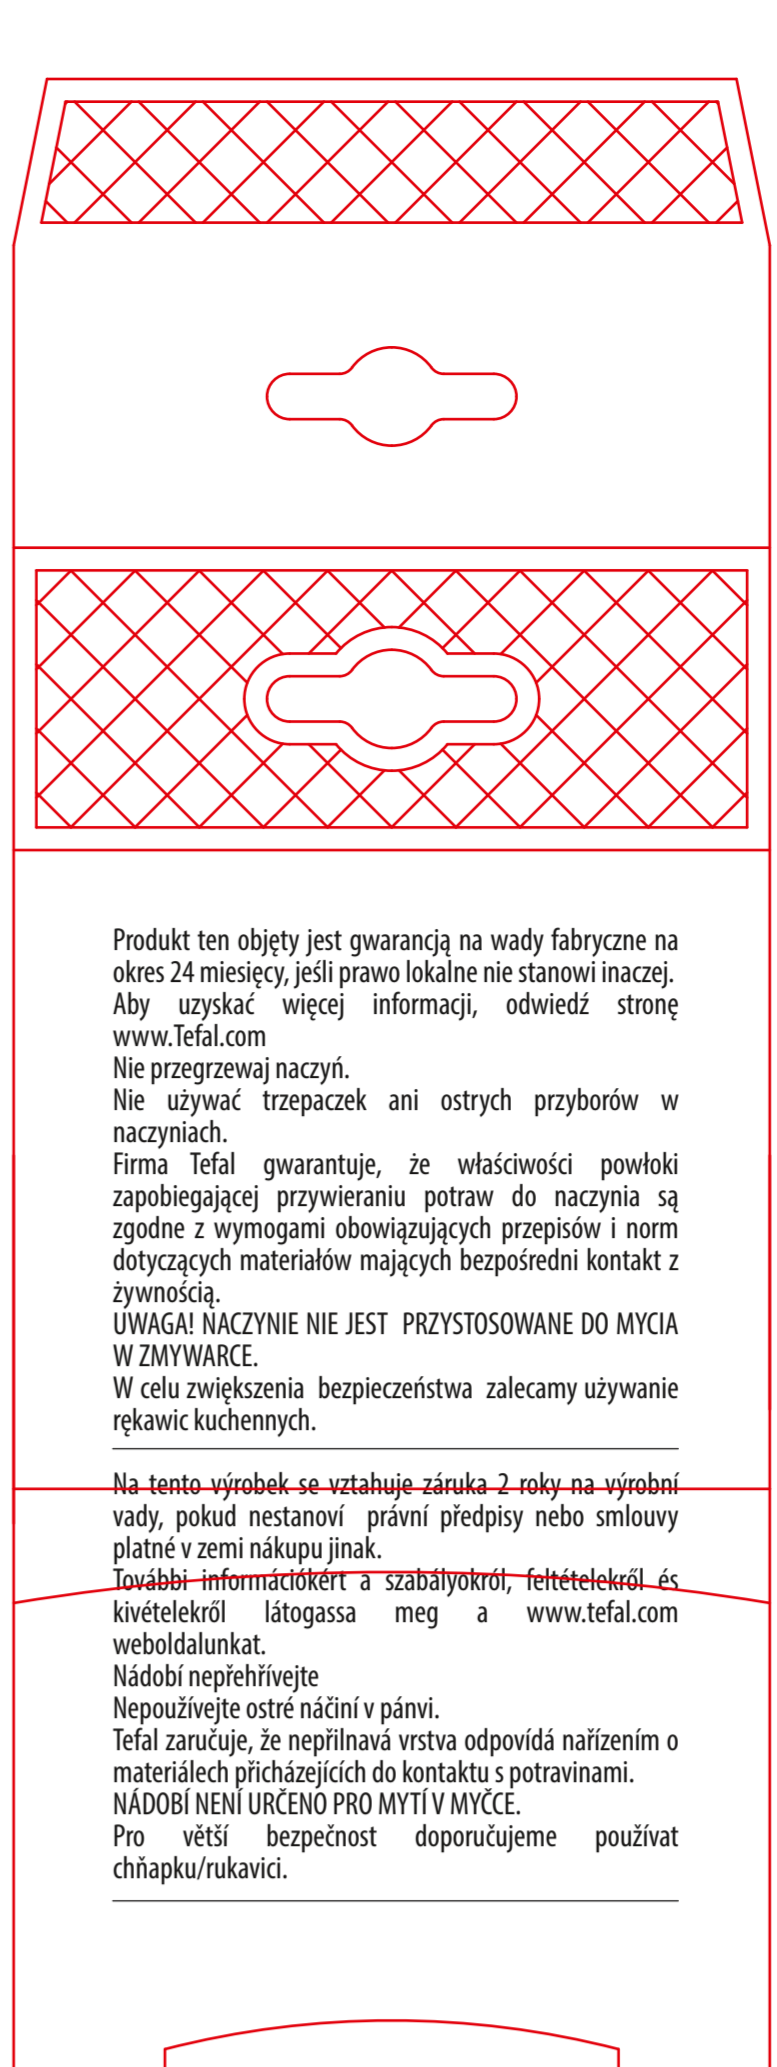 Produkt ten objęty jest gwarancją na wady fabryczne na
okres 24 miesięcy, jeśli prawo lokalne nie stanowi inaczej.
Aby uzyskać więcej informacji, odwiedź stronę
www.Tefal.com
Nie przegrzewaj naczyń.
Nie używać trzepaczek ani ostrych przyborów w
naczyniach.
Firma Tefal gwarantuje, że właściwości powłoki
zapobiegającej przywieraniu potraw do naczynia są
zgodne z wymogami obowiązujących przepisów i norm
dotyczących materiałów mających bezpośredni kontakt z
żywnością.
UWAGA! NACZYNIE NIE JEST PRZYSTOSOWANE DO MYCIA
W ZMYWARCE.
W celu zwiększenia bezpieczeństwa zalecamy używanie
rękawic kuchennych.
Na tento výrobek se vztahuje záruka 2 roky na výrobní
vady, pokud nestanoví právní předpisy nebo smlouvy
platné v zemi nákupu jinak.
További információkért a szabályokról, feltételekről és
kivételekről látogassa meg a www.tefal.com
weboldalunkat.
Nádobí nepřehřívejte
Nepoužívejte ostré náčiní v pánvi.
Tefal zaručuje, že nepřilnavá vrstva odpovídá nařízením o
materiálech přicházejících do kontaktu s potravinami.
NÁDOBÍ NENÍ URČENO PRO MYTÍ V MYČCE.
Pro větší bezpečnost doporučujeme používat
chňapku/rukavici.